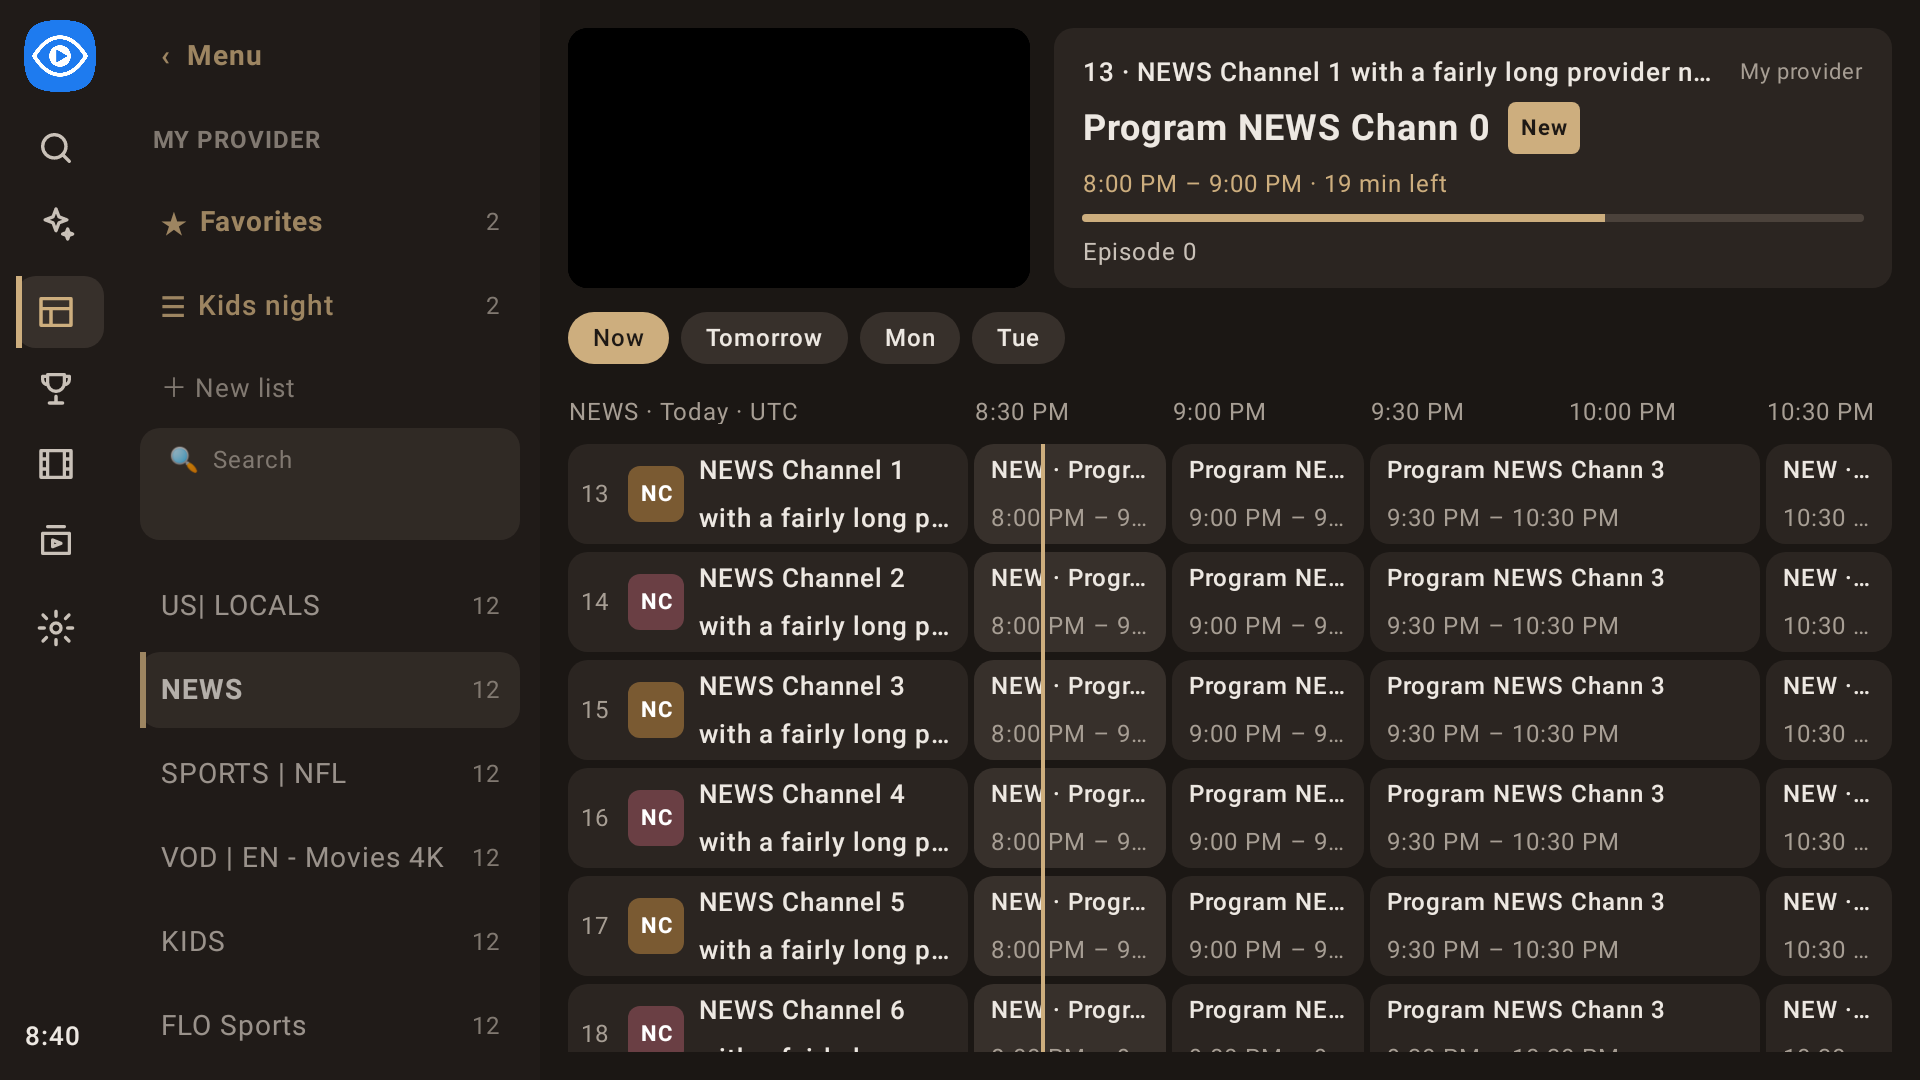 ‹ Menu
MY PROVIDER
★ Favorites 2
☰ Kids night 2
+ New list
🔍 Search
US| LOCALS 12
NEWS 12
SPORTS | NFL 12
VOD | EN - Movies 4K 12
KIDS 12
FLO Sports 12
8:40
13 · NEWS Channel 1 with a fairly long provider n… My provider
Program NEWS Chann 0 New
8:00 PM – 9:00 PM · 19 min left
Episode 0
Now Tomorrow Mon Tue
NEWS · Today · UTC 8:30 PM 9:00 PM 9:30 PM 10:00 PM 10:30 PM
13 NC NEWS Channel 1 NEW · Progr… Program NE… Program NEWS Chann 3 NEW ·…
with a fairly long p… 8:00 PM – 9… 9:00 PM – 9… 9:30 PM – 10:30 PM 10:30 …
14 NC NEWS Channel 2 NEW · Progr… Program NE… Program NEWS Chann 3 NEW ·…
with a fairly long p… 8:00 PM – 9… 9:00 PM – 9… 9:30 PM – 10:30 PM 10:30 …
15 NC NEWS Channel 3 NEW · Progr… Program NE… Program NEWS Chann 3 NEW ·…
with a fairly long p… 8:00 PM – 9… 9:00 PM – 9… 9:30 PM – 10:30 PM 10:30 …
16 NC NEWS Channel 4 NEW · Progr… Program NE… Program NEWS Chann 3 NEW ·…
with a fairly long p… 8:00 PM – 9… 9:00 PM – 9… 9:30 PM – 10:30 PM 10:30 …
17 NC NEWS Channel 5 NEW · Progr… Program NE… Program NEWS Chann 3 NEW ·…
with a fairly long p… 8:00 PM – 9… 9:00 PM – 9… 9:30 PM – 10:30 PM 10:30 …
18 NC NEWS Channel 6 NEW · Progr… Program NE… Program NEWS Chann 3 NEW ·…